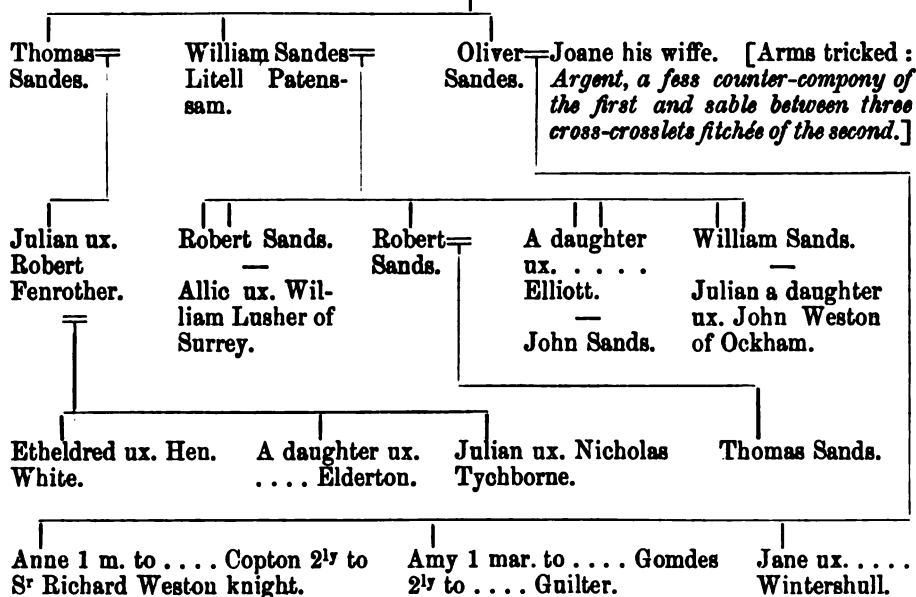 Thomas
Sandes.
William Sandes
Litell Patens-
sam.
Oliver
Sandes.
Joane his wiffe. [Arms tricked :
Argent, a fess counter-compony of
the first and sable between three
cross-crosslets fitchée of the second.]
Julian ux.
Robert
Fenrother.
Robert Sands.
—
Allic ux. Wil-
liam Lusher of
Surrey.
Robert
Sands.
A daughter
ux. . . . . .
Elliott.
—
John Sands.
William Sands.
—
Julian a daughter
ux. John Weston
of Ockham.
Etheldred ux. Hen.
White.
A daughter ux.
. . . . Elderton.
Julian ux. Nicholas
Tychborne.
Thomas Sands.
Anne 1 m. to . . . . Copton 2ly to
Sr Richard Weston knight.
Amy 1 mar. to . . . . Gomdes
2ly to . . . . Guilter.
Jane ux. . . . .
Wintershull.